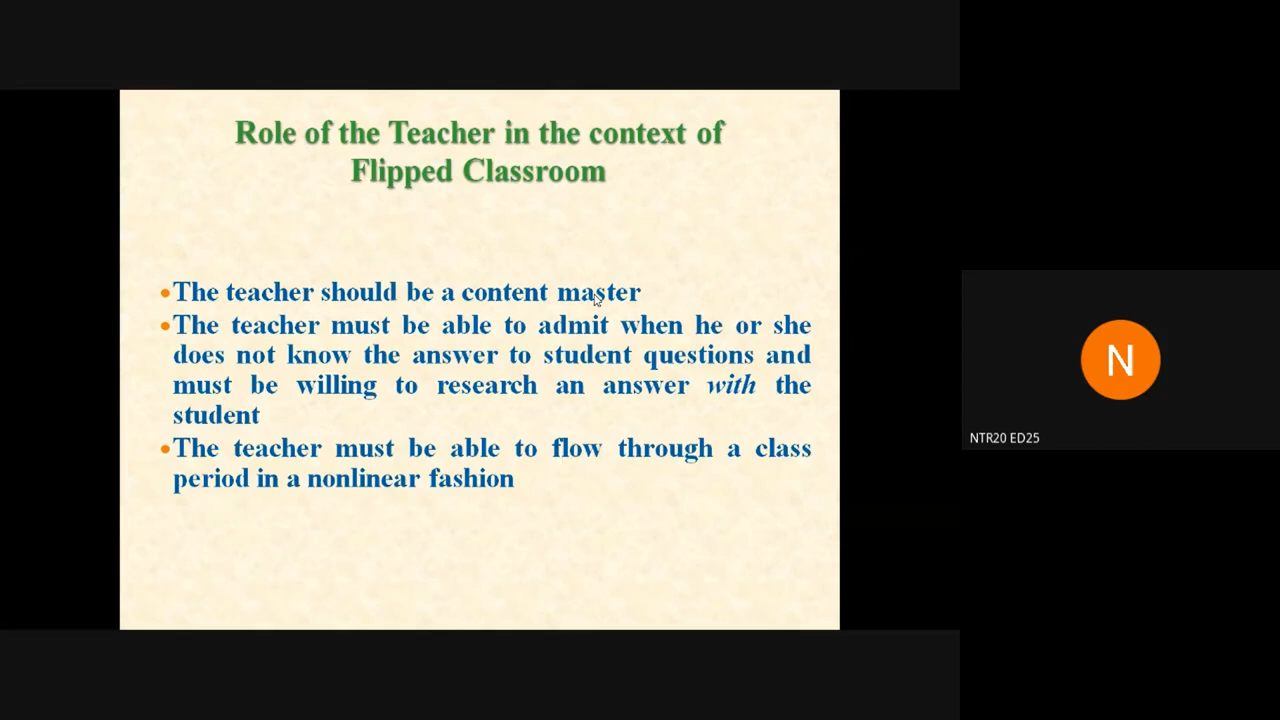 Role of the Teacher in the context of
Flipped Classroom
•The teacher should be a content master
•The teacher must be able to admit when he or she
does not know the answer to student questions and
must be willing to research an answer with the
student
•The teacher must be able to flow through a class
period in a nonlinear fashion
N
NTR20 ED25